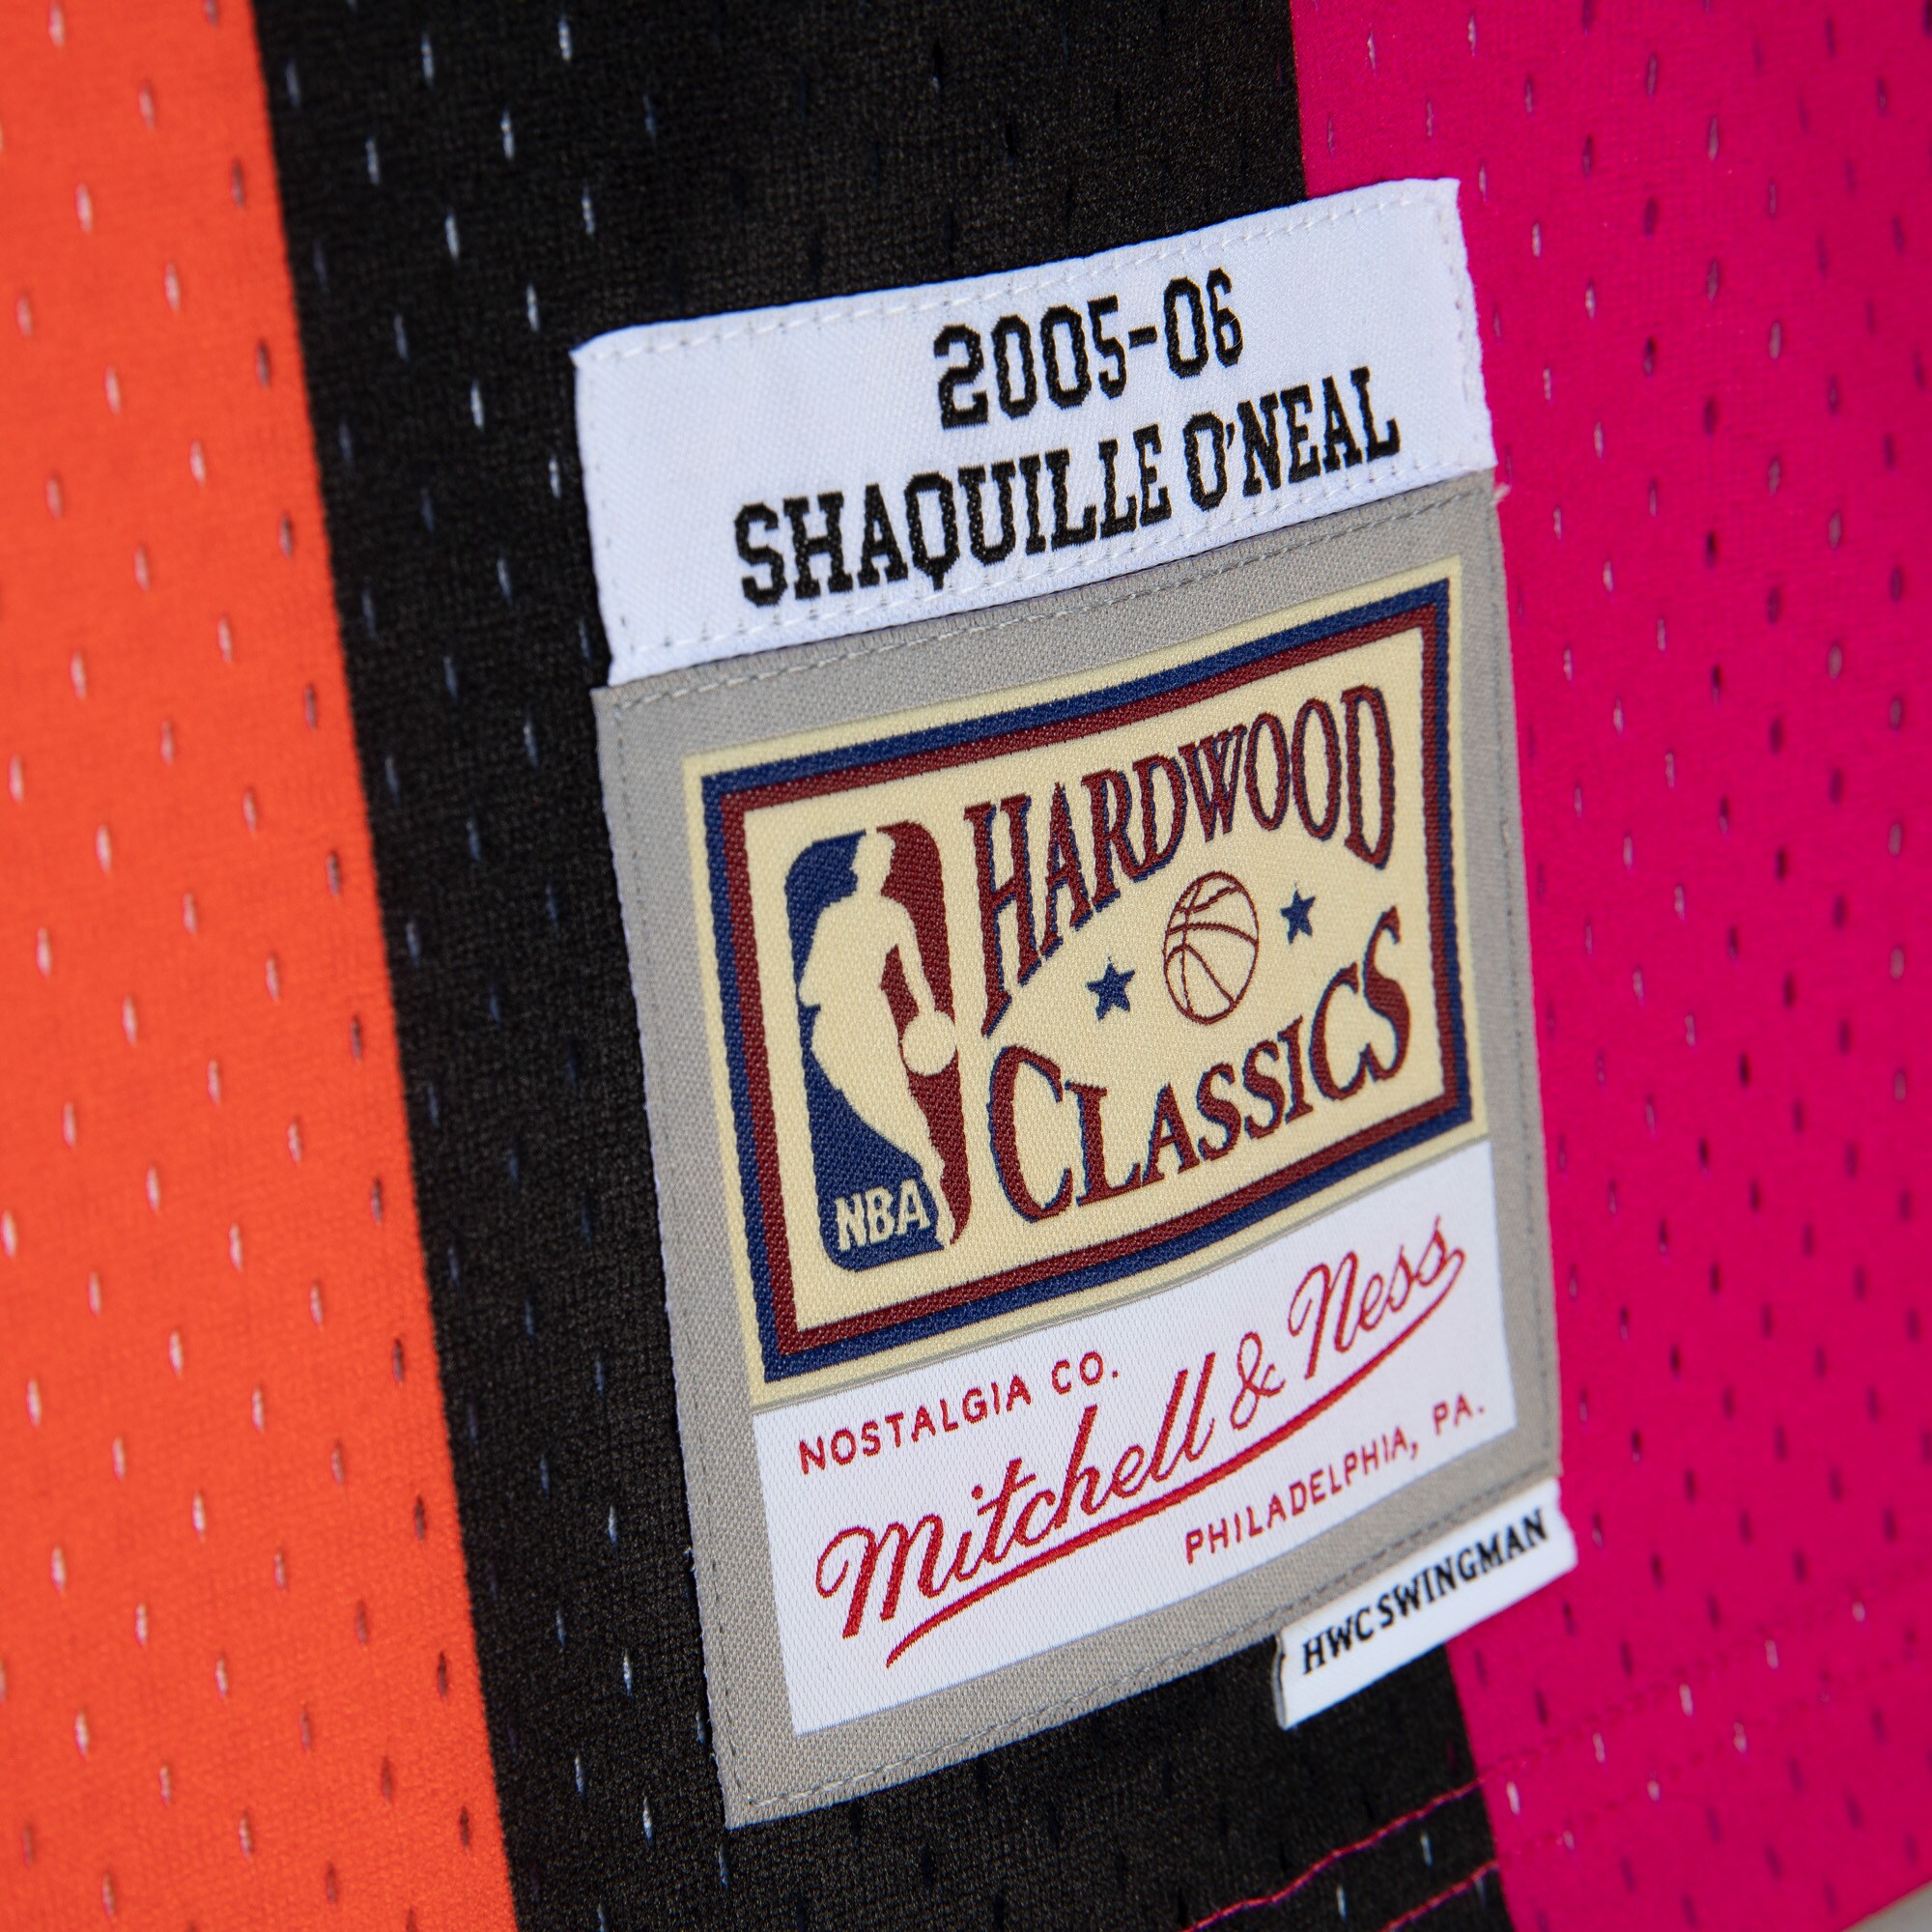 2005-06
SHAQUILLE O'NEAL
HARDWOOD
CLASSICS
NBA
NOSTALGIA CO.
Mitchell & Ness
PHILADELPHIA, PA.
HWC SWINGMAN